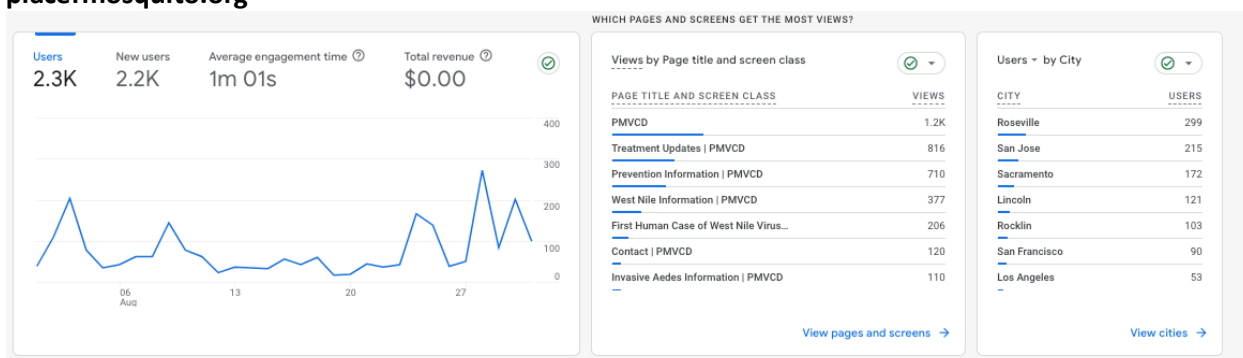 placermosquito.org
WHICH PAGES AND SCREENS GET THE MOST VIEWS?
Users New users Average engagement time Total revenue
2.3K 2.2K 1m 01s $0.00
400
300
200
100
0
06 13 20 27
Aug
Views by Page title and screen class
PAGE TITLE AND SCREEN CLASS VIEWS
PMVCD 1.2K
Treatment Updates | PMVCD 816
Prevention Information | PMVCD 710
West Nile Information | PMVCD 377
First Human Case of West Nile Virus... 206
Contact | PMVCD 120
Invasive Aedes Information | PMVCD 110
View pages and screens
Users by City
CITY USERS
Roseville 299
San Jose 215
Sacramento 172
Lincoln 121
Rocklin 103
San Francisco 90
Los Angeles 53
View cities